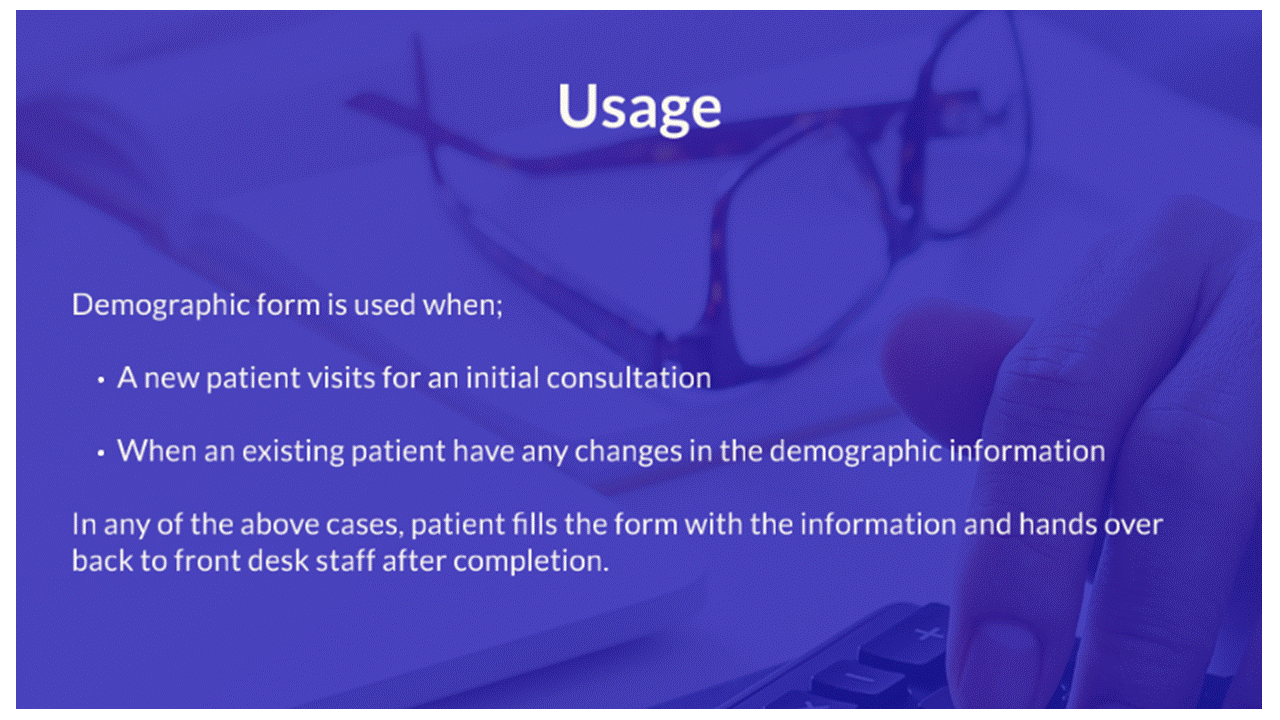 Usage
Demographic form is used when;
• A new patient visits for an initial consultation
• When an existing patient have any changes in the demographic information
In any of the above cases, patient fills the form with the information and hands over
back to front desk staff after completion.